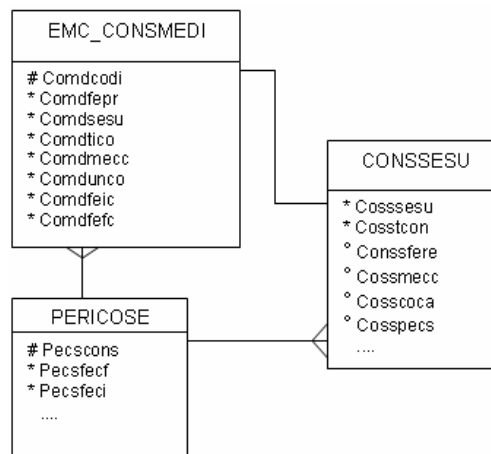 EMC_CONSMEDI
# Comdcodi
* Comdfepr
* Comdsesu
* Comdtico
* Comdmecc
* Comdunco
* Comdfeic
* Comdfefc
CONSSESU
* Cosssesu
* Cosstcon
° Conssfere
° Cossmecc
° Cosscoca
° Cosspecs
....
PERICOSE
# Pecscons
* Pecsfecf
* Pecsfeci
....